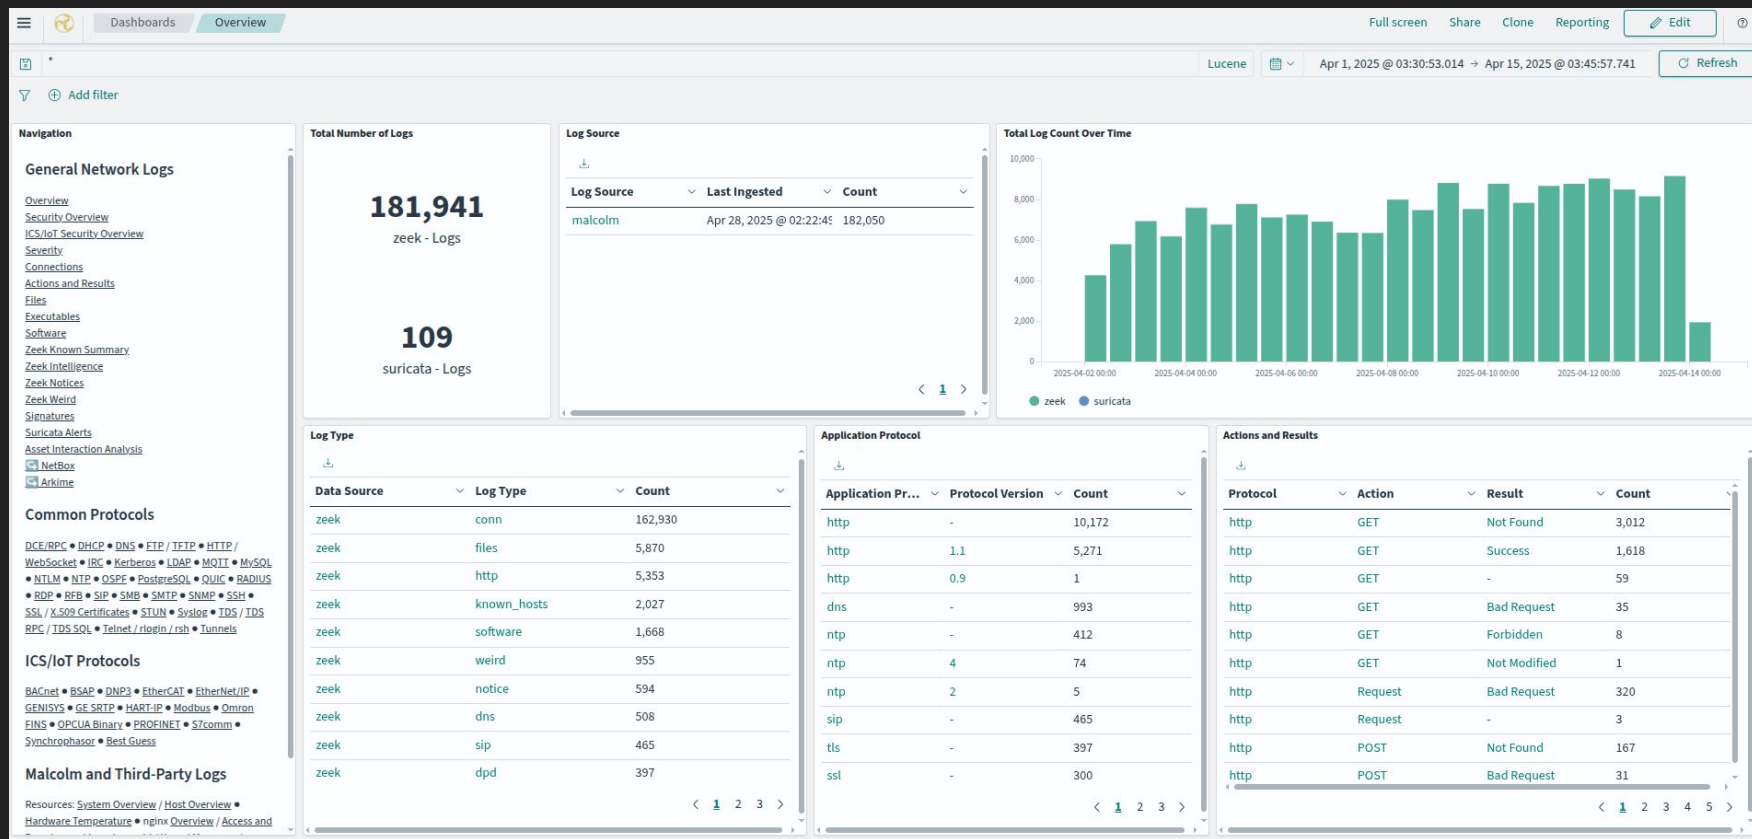 Dashboards Overview Full screen Share Clone Reporting Edit
* Lucene Apr 1, 2025 @ 03:30:53.014 → Apr 15, 2025 @ 03:45:57.741 Refresh
Add filter
Navigation
General Network Logs
Overview
Security Overview
ICS/IoT Security Overview
Severity
Connections
Actions and Results
Files
Executables
Software
Zeek Known Summary
Zeek Intelligence
Zeek Notices
Zeek Weird
Signatures
Suricata Alerts
Asset Interaction Analysis
NetBox
Arkime
Common Protocols
DCE/RPC ● DHCP ● DNS ● FTP / TFTP ● HTTP /
WebSocket ● IRC ● Kerberos ● LDAP ● MQTT ● MySQL
● NTLM ● NTP ● OSPF ● PostgreSQL ● QUIC ● RADIUS
● RDP ● RFB ● SIP ● SMB ● SMTP ● SNMP ● SSH ●
SSL / X.509 Certificates ● STUN ● Syslog ● TDS / TDS
RPC / TDS SQL ● Telnet / rlogin / rsh ● Tunnels
ICS/IoT Protocols
BACnet ● BSAP ● DNP3 ● EtherCAT ● EtherNet/IP ●
GENISYS ● GE SRTP ● HART-IP ● Modbus ● Omron
FINS ● OPCUA Binary ● PROFINET ● S7comm ●
Synchrophasor ● Best Guess
Malcolm and Third-Party Logs
Resources: System Overview / Host Overview ●
Hardware Temperature ● nginx Overview / Access and
Total Number of Logs
181,941
zeek - Logs
109
suricata - Logs
Log Source
Log Source Last Ingested Count
malcolm Apr 28, 2025 @ 02:22:49 182,050
1
Total Log Count Over Time
10,000
8,000
6,000
4,000
2,000
0
2025-04-02 00:00 2025-04-04 00:00 2025-04-06 00:00 2025-04-08 00:00 2025-04-10 00:00 2025-04-12 00:00 2025-04-14 00:00
zeek suricata
Log Type
Data Source Log Type Count
zeek conn 162,930
zeek files 5,870
zeek http 5,353
zeek known_hosts 2,027
zeek software 1,668
zeek weird 955
zeek notice 594
zeek dns 508
zeek sip 465
zeek dpd 397
1 2 3
Application Protocol
Application Pr... Protocol Version Count
http - 10,172
http 1.1 5,271
http 0.9 1
dns - 993
ntp - 412
ntp 4 74
ntp 2 5
sip - 465
tls - 397
ssl - 300
1 2 3
Actions and Results
Protocol Action Result Count
http GET Not Found 3,012
http GET Success 1,618
http GET - 59
http GET Bad Request 35
http GET Forbidden 8
http GET Not Modified 1
http Request Bad Request 320
http Request - 3
http POST Not Found 167
http POST Bad Request 31
1 2 3 4 5